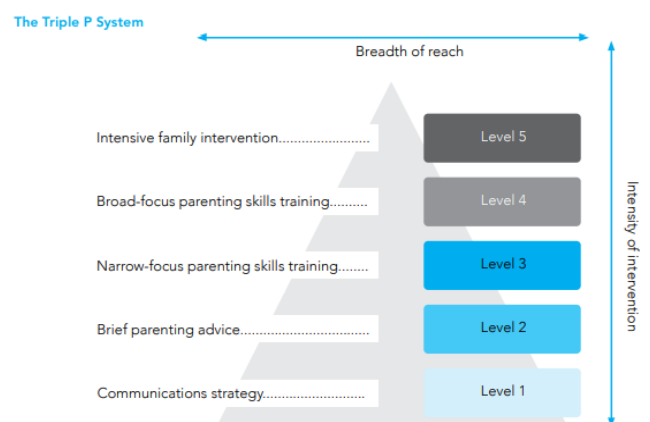 The Triple P System
Breadth of reach
Intensive family intervention........................ Level 5
Broad-focus parenting skills training.......... Level 4
Narrow-focus parenting skills training........ Level 3
Brief parenting advice.................................. Level 2
Communications strategy........................... Level 1
Intensity of intervention